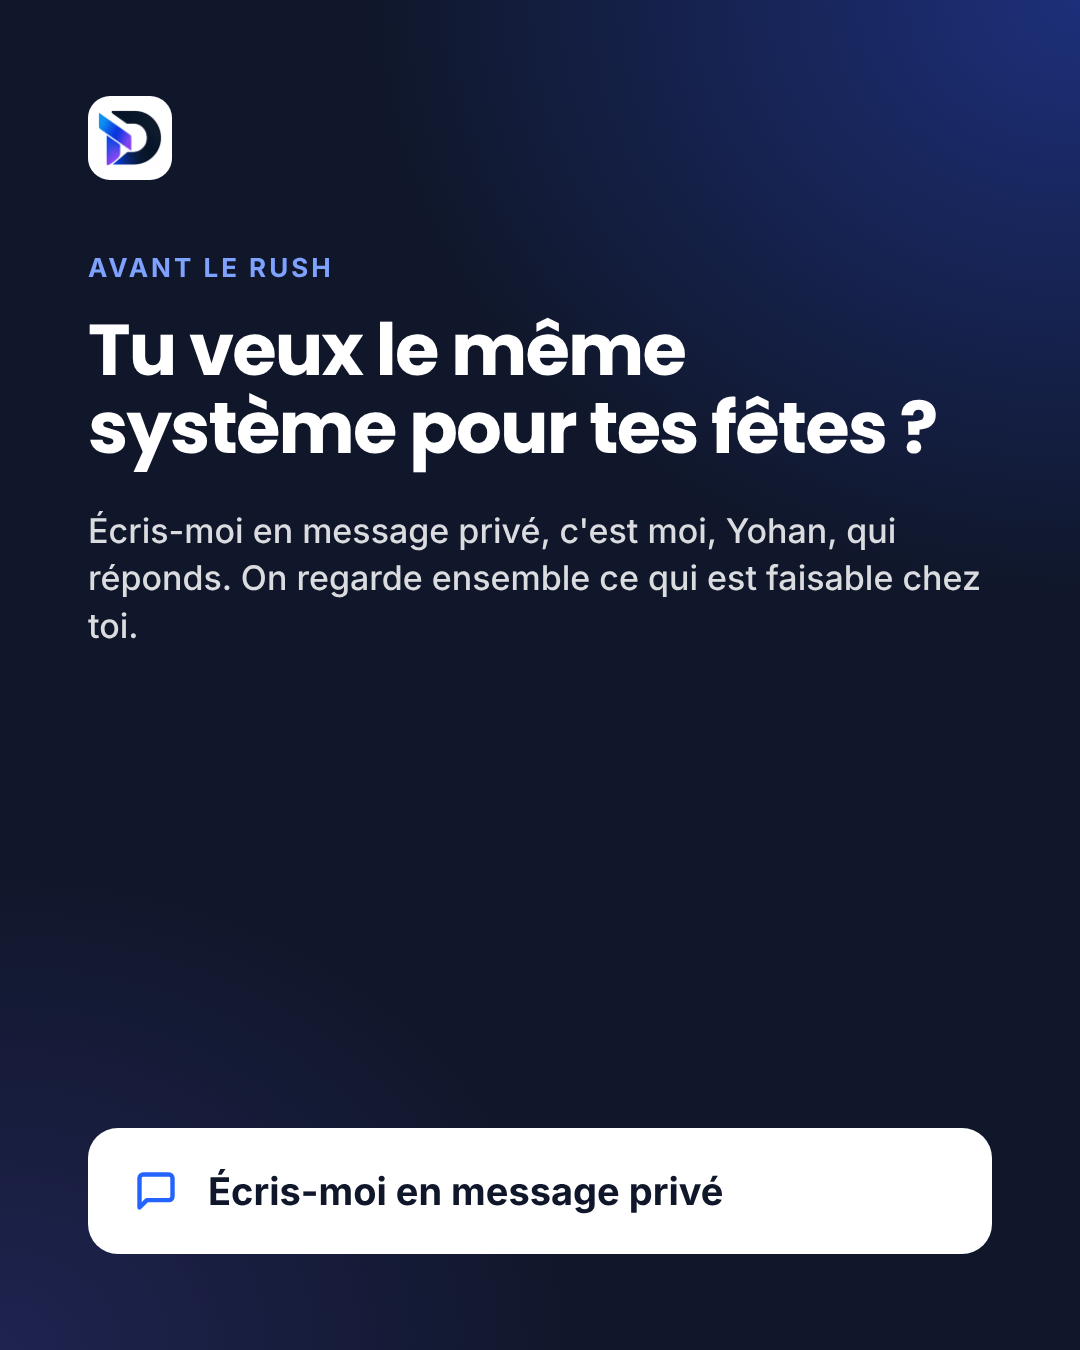 AVANT LE RUSH
Tu veux le même
système pour tes fêtes ?
Écris-moi en message privé, c'est moi, Yohan, qui
réponds. On regarde ensemble ce qui est faisable chez
toi.
Écris-moi en message privé